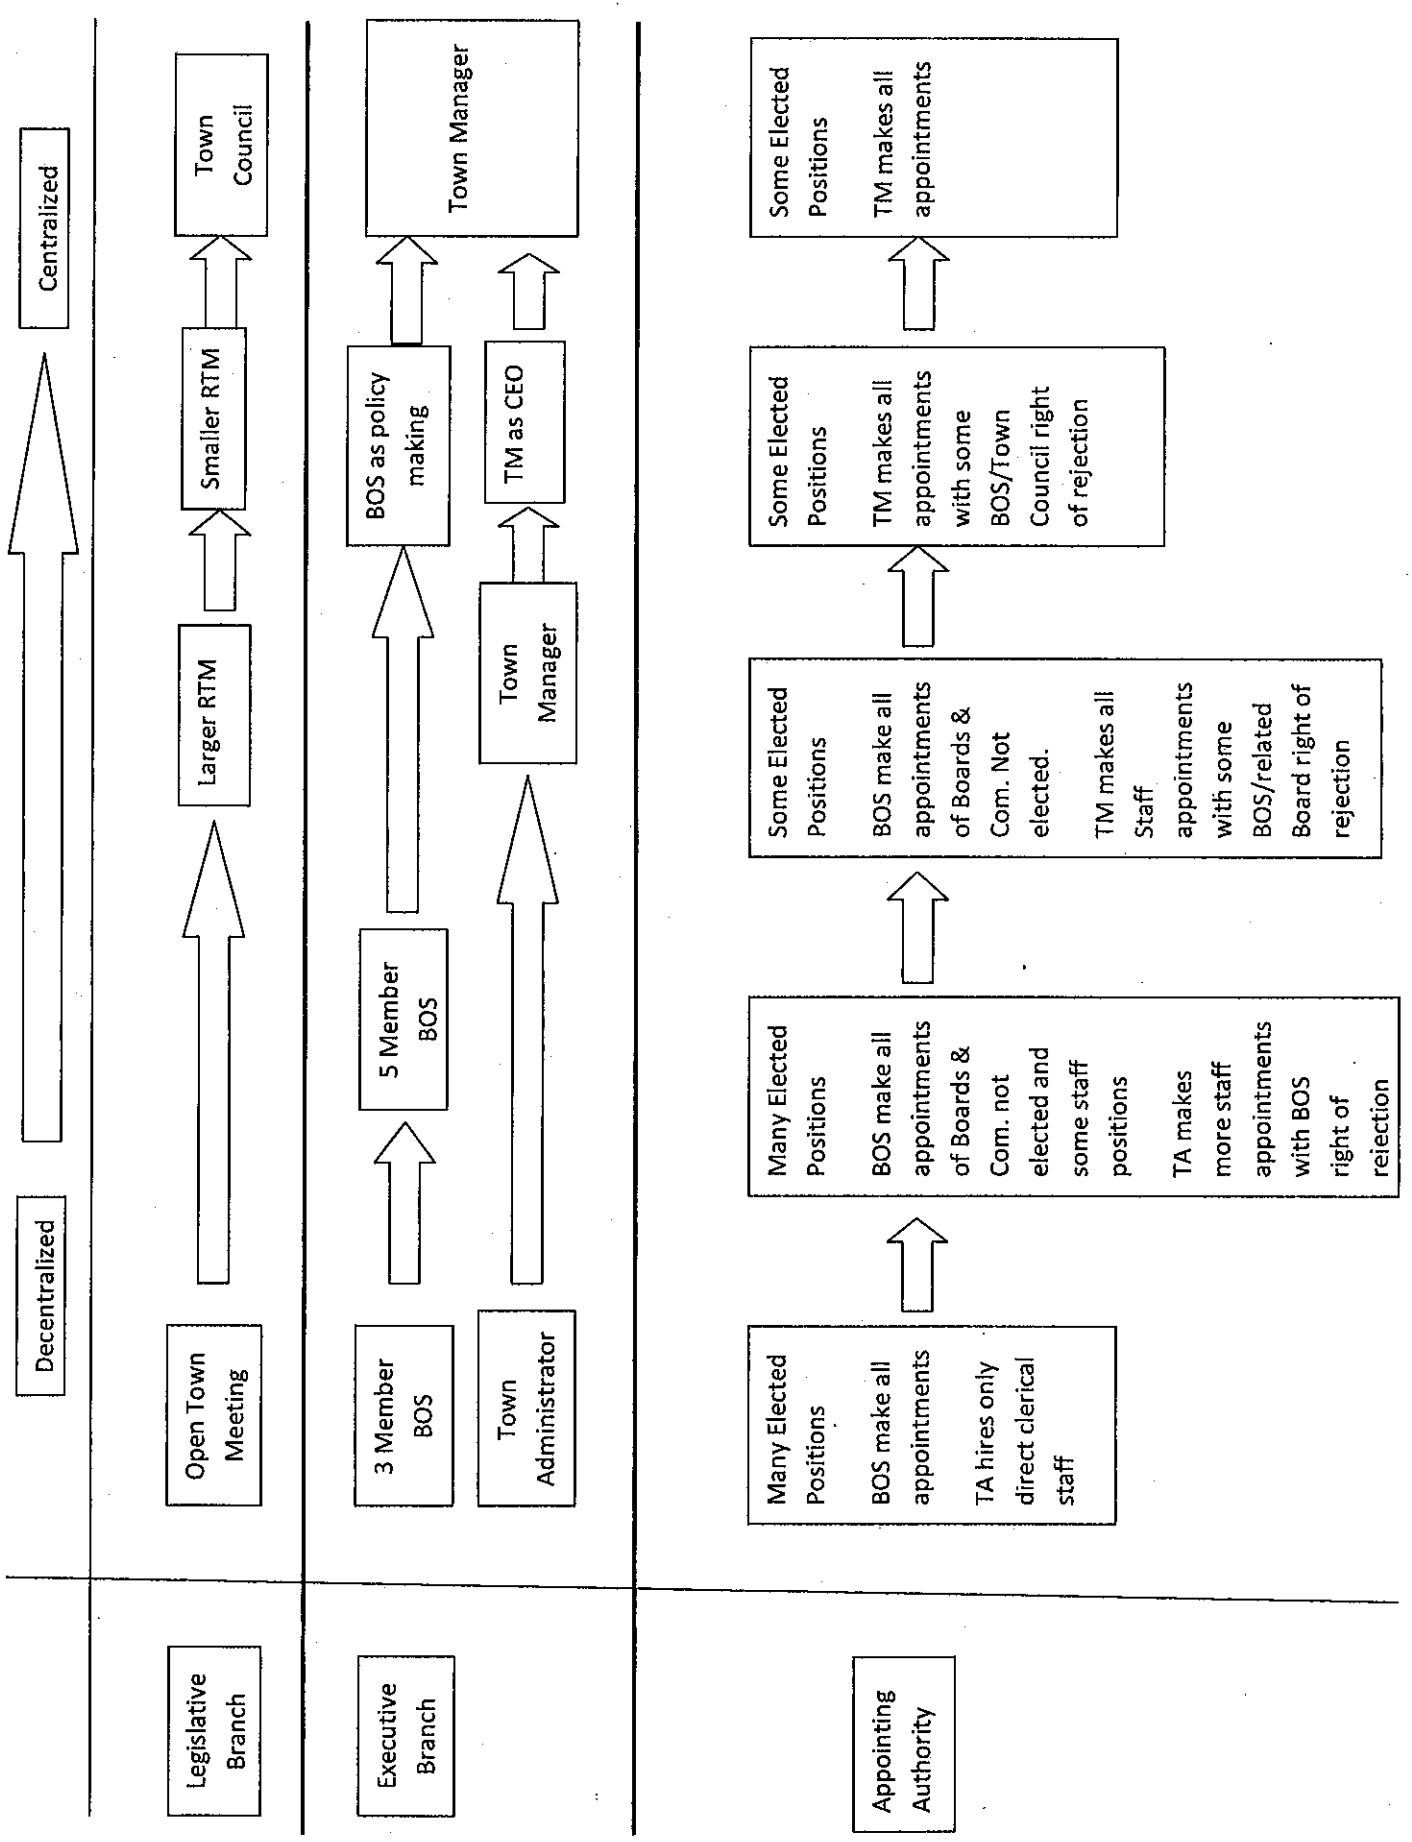 Decentralized
Centralized
Legislative
Branch
Open Town
Meeting
Larger RTM
Smaller RTM
Town
Council
Executive
Branch
3 Member
BOS
5 Member
BOS
BOS as policy
making
Town Manager
Town
Administrator
Town
Manager
TM as CEO
Appointing
Authority
Many Elected
Positions
BOS make all
appointments
TA hires only
direct clerical
staff
Many Elected
Positions
BOS make all
appointments
of Boards &
Com. not
elected and
some staff
positions
TA makes
more staff
appointments
with BOS
right of
rejection
Some Elected
Positions
BOS make all
appointments
of Boards &
Com. Not
elected.
TM makes all
Staff
appointments
with some
BOS/related
Board right of
rejection
Some Elected
Positions
TM makes all
appointments
with some
BOS/Town
Council right
of rejection
Some Elected
Positions
TM makes all
appointments